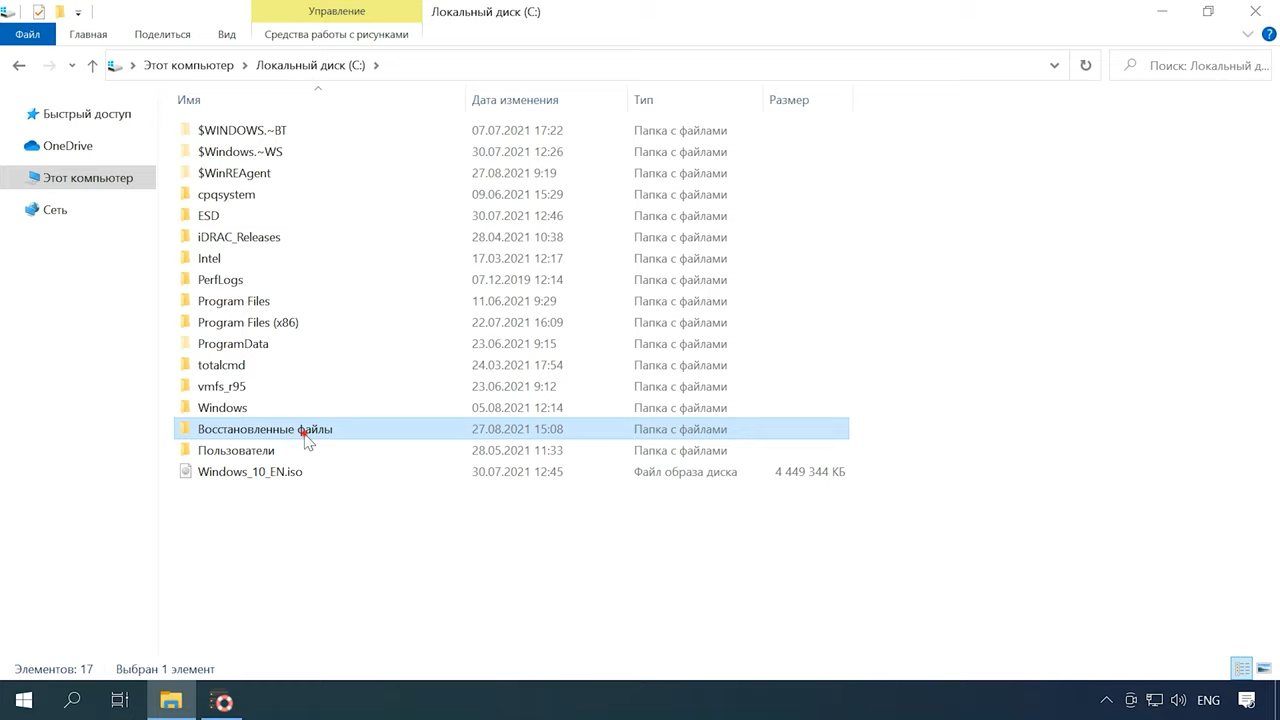 Управление
Локальный диск (C:)
Файл
Главная
Поделиться
Вид
Средства работы с рисунками
Этот компьютер
Локальный диск (C:)
Поиск: Локальный д...
Имя
Дата изменения
Тип
Размер
Быстрый доступ
OneDrive
Этот компьютер
Сеть
$WINDOWS.~BT 07.07.2021 17:22 Папка с файлами
$Windows.~WS 30.07.2021 12:26 Папка с файлами
$WinREAgent 27.08.2021 9:19 Папка с файлами
cpqsystem 09.06.2021 15:29 Папка с файлами
ESD 30.07.2021 12:46 Папка с файлами
iDRAC_Releases 28.04.2021 10:38 Папка с файлами
Intel 17.03.2021 12:17 Папка с файлами
PerfLogs 07.12.2019 12:14 Папка с файлами
Program Files 11.06.2021 9:29 Папка с файлами
Program Files (x86) 22.07.2021 16:09 Папка с файлами
ProgramData 23.06.2021 9:15 Папка с файлами
totalcmd 24.03.2021 17:54 Папка с файлами
vmfs_r95 23.06.2021 9:12 Папка с файлами
Windows 05.08.2021 12:14 Папка с файлами
Восстановленные файлы 27.08.2021 15:08 Папка с файлами
Пользователи 28.05.2021 11:33 Папка с файлами
Windows_10_EN.iso 30.07.2021 12:45 Файл образа диска 4 449 344 КБ
Элементов: 17
Выбран 1 элемент
ENG